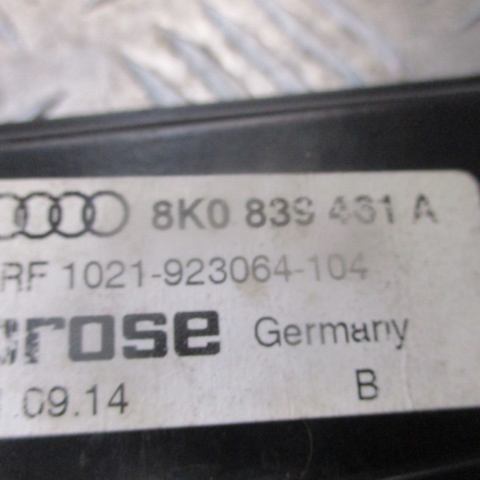 8K0 839 461 A
RF 1021-923064-104
rose Germany
.09.14 B